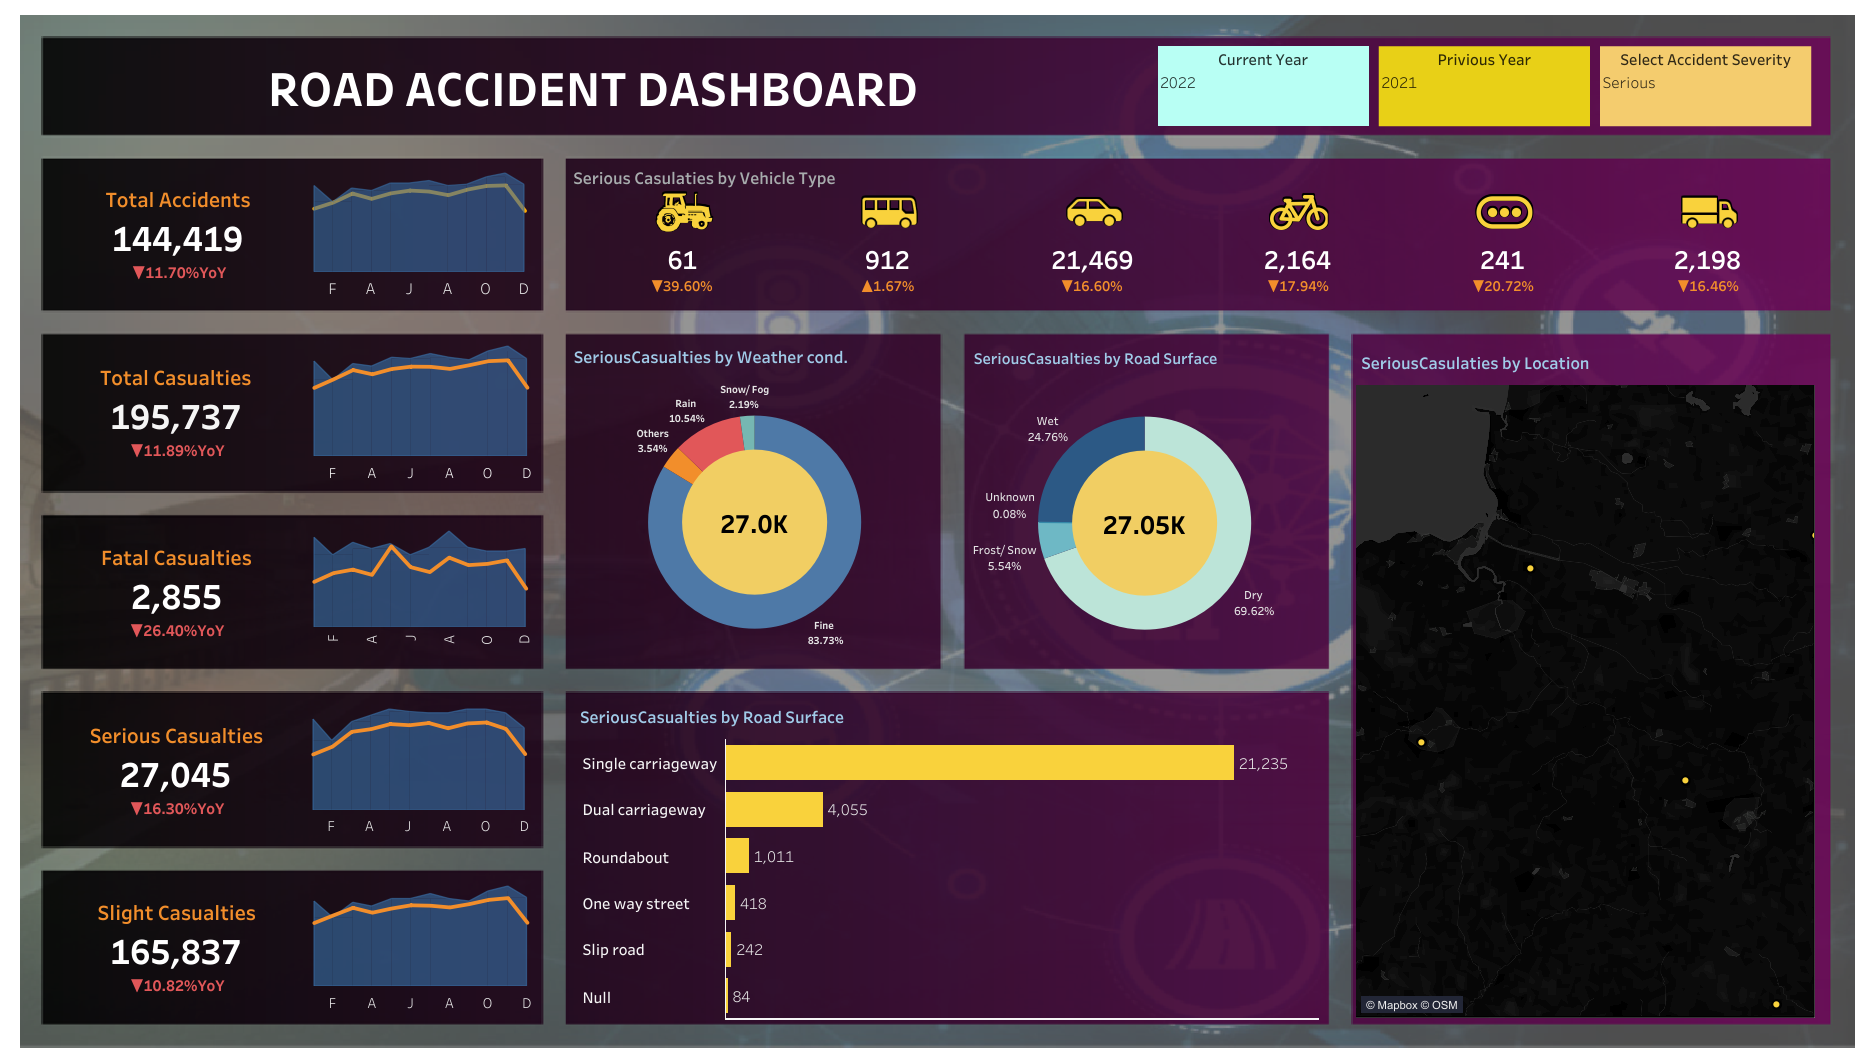 ROAD ACCIDENT DASHBOARD
Current Year
2022
Privious Year
2021
Select Accident Severity
Serious
Total Accidents
144,419
▼11.70%YoY
F A J A O D
Total Casualties
195,737
▼11.89%YoY
F A J A O D
Fatal Casualties
2,855
▼26.40%YoY
F A J A O D
Serious Casualties
27,045
▼16.30%YoY
F A J A O D
Slight Casualties
165,837
▼10.82%YoY
F A J A O D
Serious Casulaties by Vehicle Type
61 912 21,469 2,164 241 2,198
▼39.60% ▲1.67% ▼16.60% ▼17.94% ▼20.72% ▼16.46%
SeriousCasualties by Weather cond.
Snow/ Fog
2.19%
Rain
10.54%
Others
3.54%
27.0K
Fine
83.73%
SeriousCasualties by Road Surface
Wet
24.76%
Unknown
0.08%
27.05K
Frost/ Snow
5.54%
Dry
69.62%
SeriousCasualties by Road Surface
Single carriageway 21,235
Dual carriageway 4,055
Roundabout 1,011
One way street 418
Slip road 242
Null 84
SeriousCasulaties by Location
© Mapbox © OSM